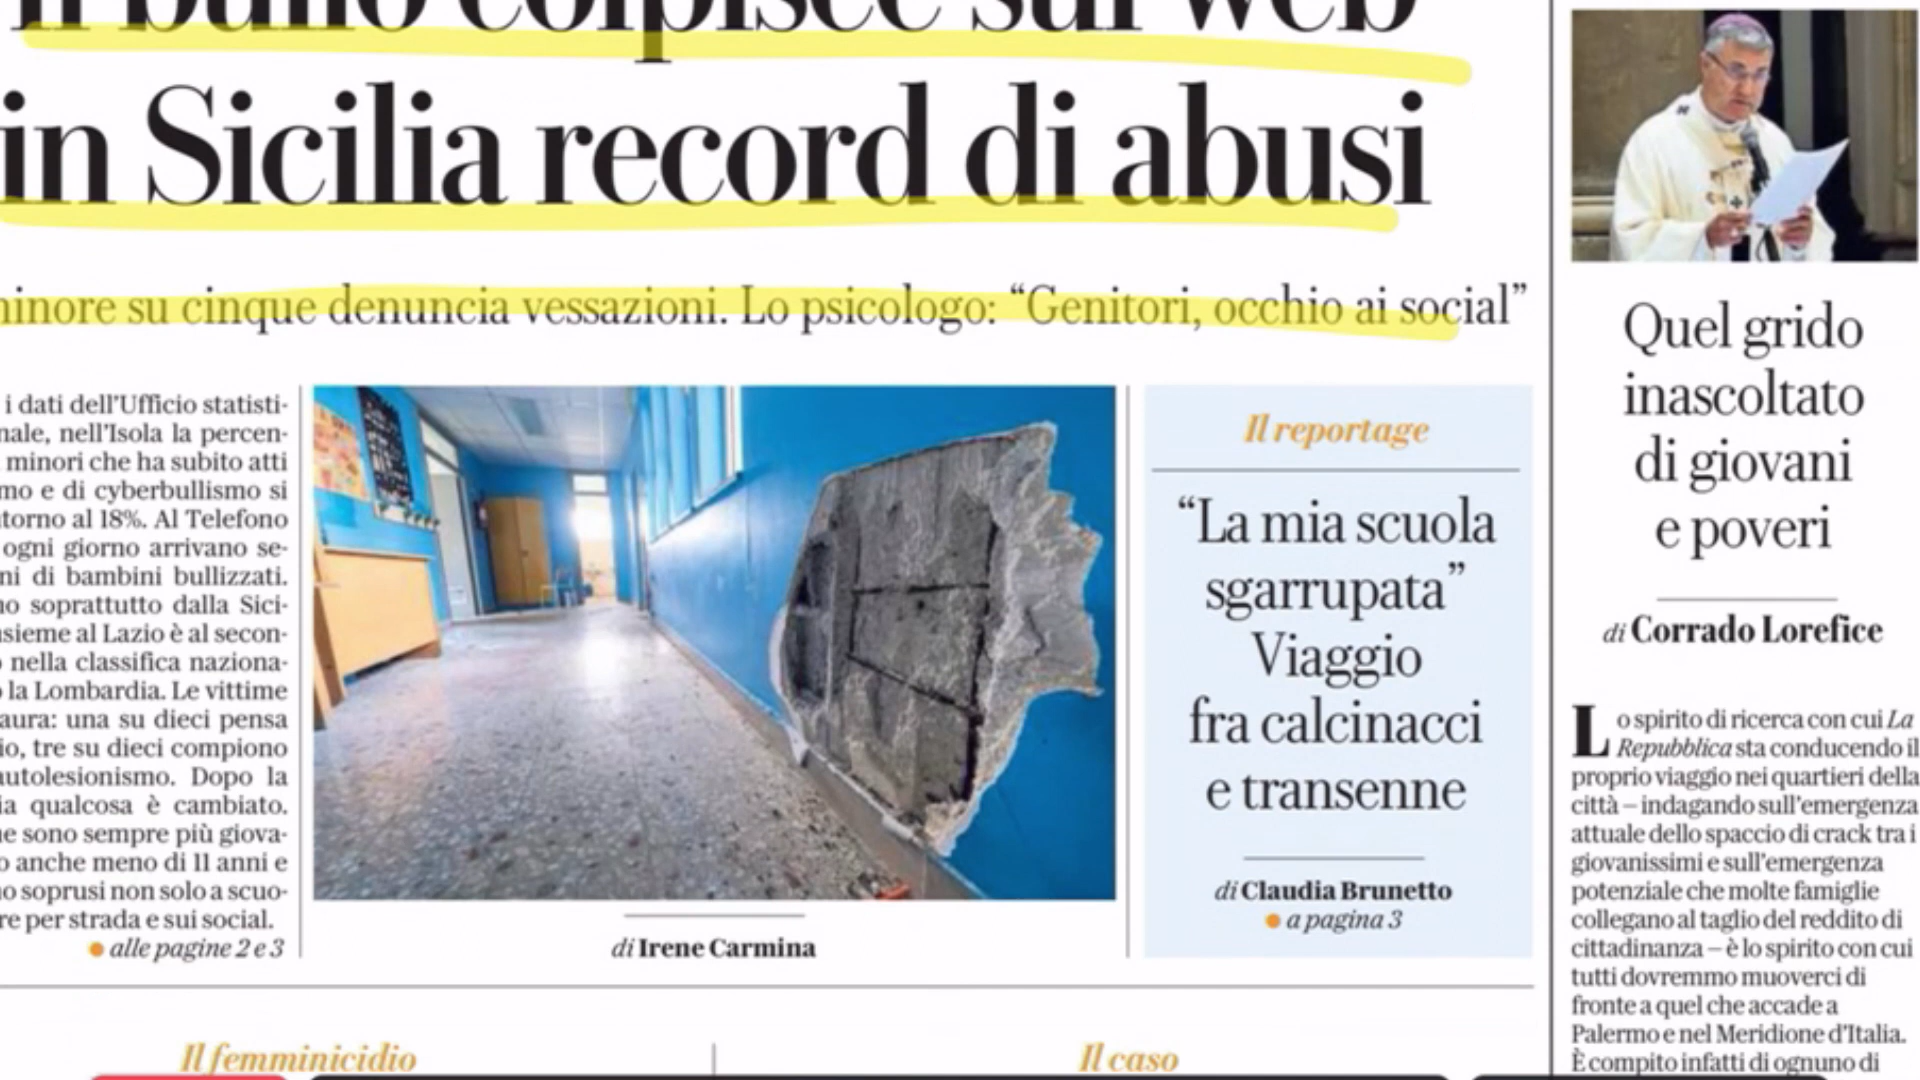 Il bullo colpisce sul web
in Sicilia record di abusi
minore su cinque denuncia vessazioni. Lo psicologo: “Genitori, occhio ai social”
i dati dell’Ufficio statisti-
nale, nell’Isola la percen-
minori che ha subito atti
mo e di cyberbullismo si
torno al 18%. Al Telefono
ogni giorno arrivano se-
ni di bambini bullizzati.
no soprattutto dalla Sici-
sieme al Lazio è al secon-
nella classifica naziona-
la Lombardia. Le vittime
aura: una su dieci pensa
io, tre su dieci compiono
autolesionismo. Dopo la
ia qualcosa è cambiato.
he sono sempre più giova-
o anche meno di 11 anni e
no soprusi non solo a scuo-
re per strada e sui social.
alle pagine 2 e 3
di Irene Carmina
Il reportage
“La mia scuola
sgarrupata”
Viaggio
fra calcinacci
e transenne
di Claudia Brunetto
a pagina 3
Quel grido
inascoltato
di giovani
e poveri
di Corrado Lorefice
Lo spirito di ricerca con cui La
Repubblica sta conducendo il
proprio viaggio nei quartieri della
città – indagando sull’emergenza
attuale dello spaccio di crack tra i
giovanissimi e sull’emergenza
potenziale che molte famiglie
collegano al taglio del reddito di
cittadinanza – è lo spirito con cui
tutti dovremmo muoverci di
fronte a quel che accade a
Palermo e nel Meridione d’Italia.
È compito infatti di ognuno di
Il femminicidio
Il caso